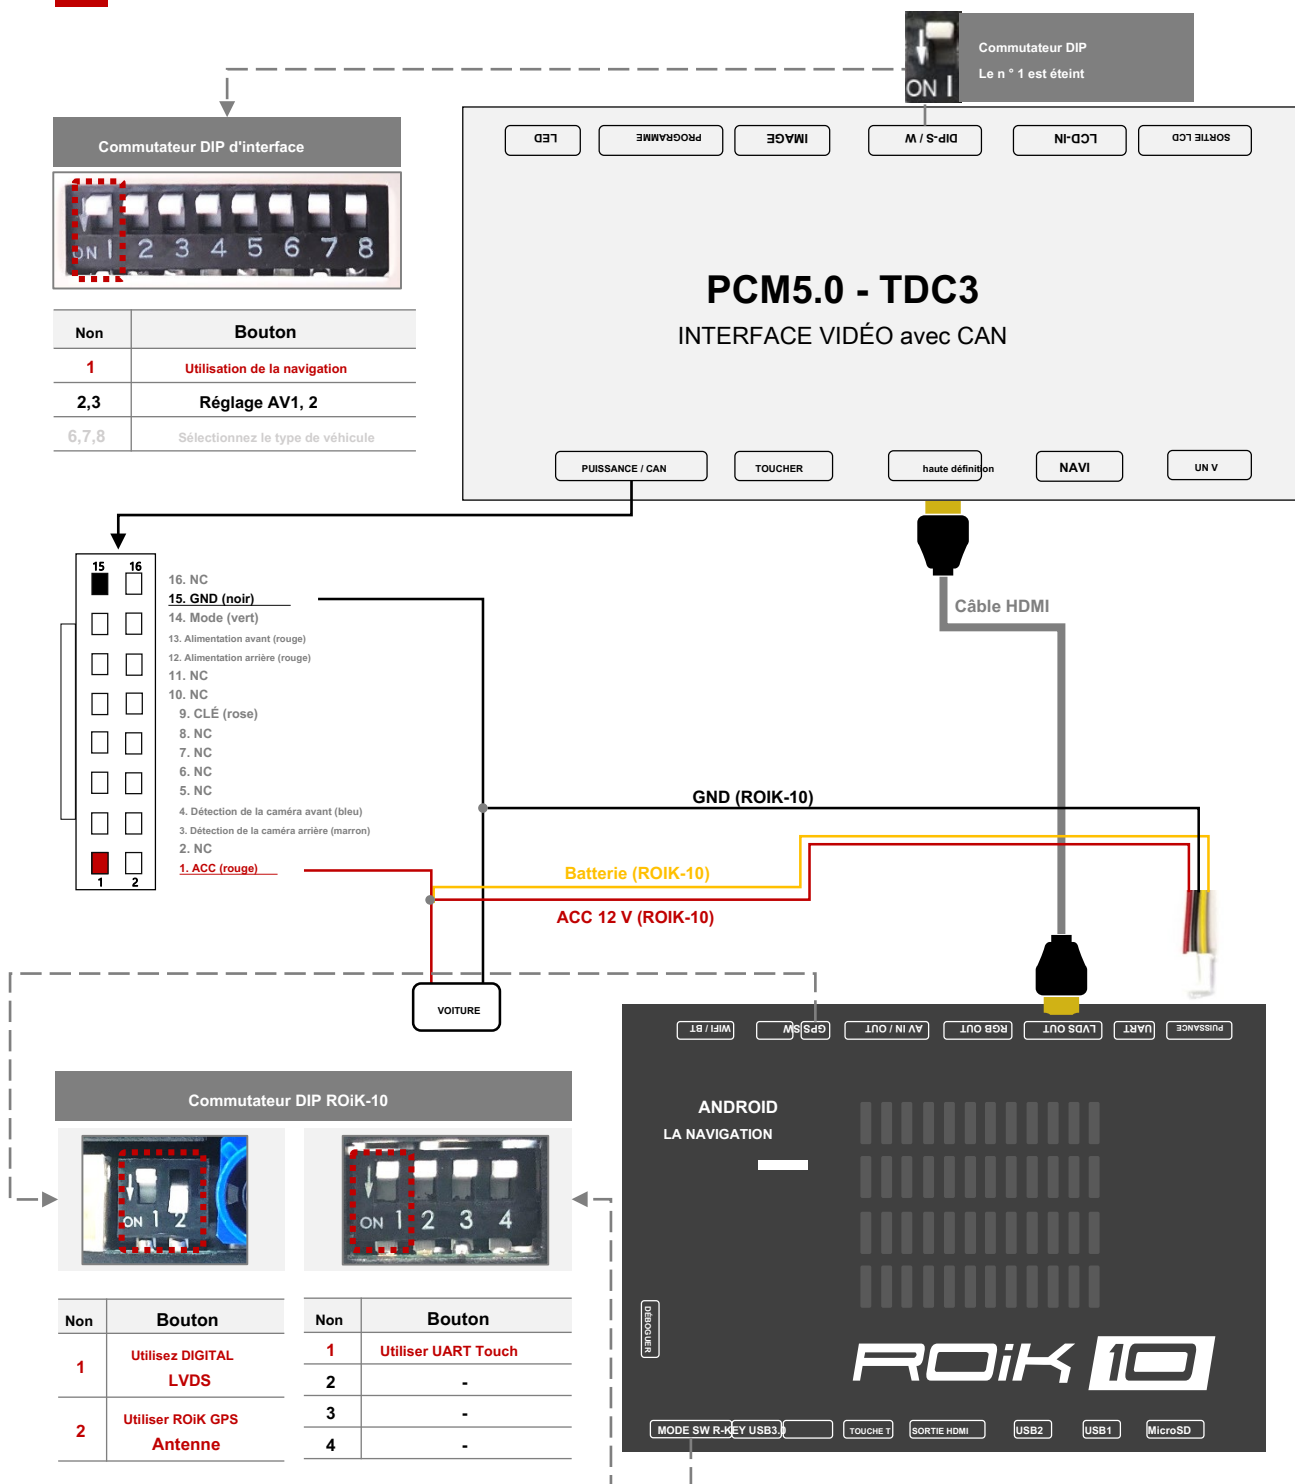 Commutateur DIP
Le n ° 1 est éteint
ON 1
Commutateur DIP d'interface
ON 1 2 3 4 5 6 7 8
LED
PROGRAMME
IMAGE
DIP-S / W
LCD-IN
SORTIE LCD
PCM5.0 - TDC3
INTERFACE VIDÉO avec CAN
Non Bouton
1 Utilisation de la navigation
2,3 Réglage AV1, 2
6,7,8 Sélectionnez le type de véhicule
PUISSANCE / CAN
TOUCHER
haute définition
NAVI
UN V
15 16
16. NC
15. GND (noir)
14. Mode (vert)
13. Alimentation avant (rouge)
12. Alimentation arrière (rouge)
11. NC
10. NC
9. CLÉ (rose)
8. NC
7. NC
6. NC
5. NC
4. Détection de la caméra avant (bleu)
3. Détection de la caméra arrière (marron)
2. NC
1. ACC (rouge)
1 2
Câble HDMI
GND (ROIK-10)
Batterie (ROIK-10)
ACC 12 V (ROIK-10)
VOITURE
WIFI / BT
SW
GPS
AV IN / OUT
RGB OUT
LVDS OUT
UART
PUISSANCE
ANDROID
LA NAVIGATION
Commutateur DIP ROiK-10
ON 1 2
ON 1 2 3 4
Non Bouton
1 Utilisez DIGITAL
LVDS
2 Utiliser ROiK GPS
Antenne
Non Bouton
1 Utiliser UART Touch
2 -
3 -
4 -
DÉBOGUER
ROiK 10
MODE SW R-KEY USB3.0
TOUCHE T
SORTIE HDMI
USB2
USB1
MicroSD